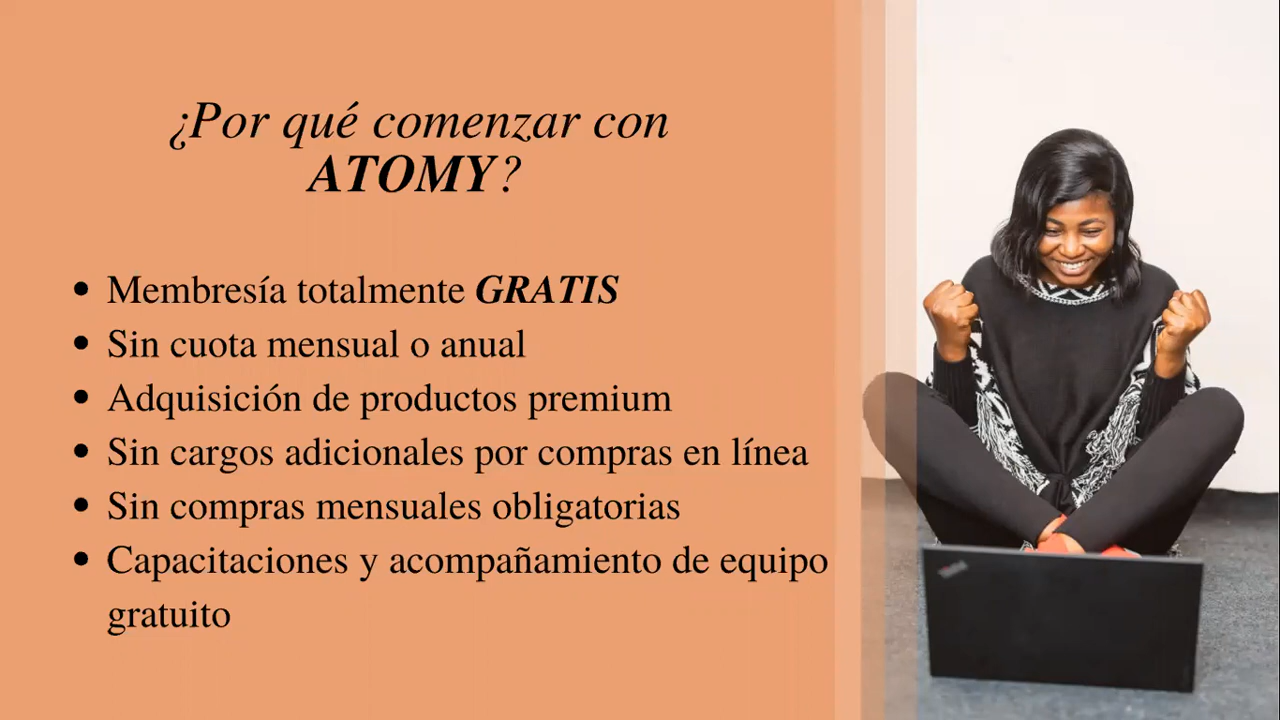 ¿Por qué comenzar con
ATOMY?
Membresía totalmente GRATIS
Sin cuota mensual o anual
Adquisición de productos premium
Sin cargos adicionales por compras en línea
Sin compras mensuales obligatorias
Capacitaciones y acompañamiento de equipo
gratuito